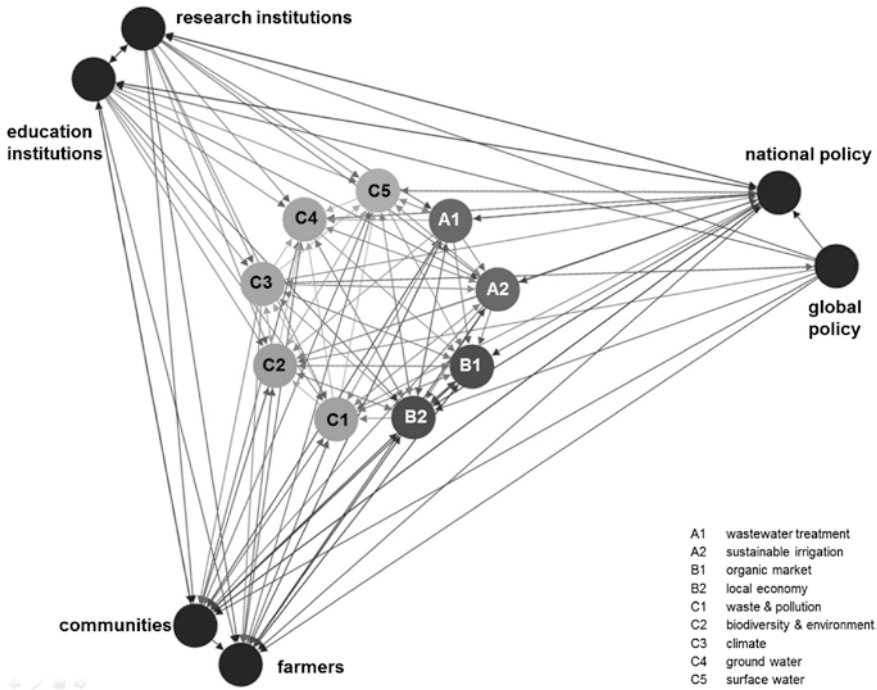 research institutions
education
institutions
national policy
global
policy
C5
C4
A1
C3
A2
C2
B1
C1
B2
communities
farmers
A1 wastewater treatment
A2 sustainable irrigation
B1 organic market
B2 local economy
C1 waste & pollution
C2 biodiversity & environment
C3 climate
C4 ground water
C5 surface water